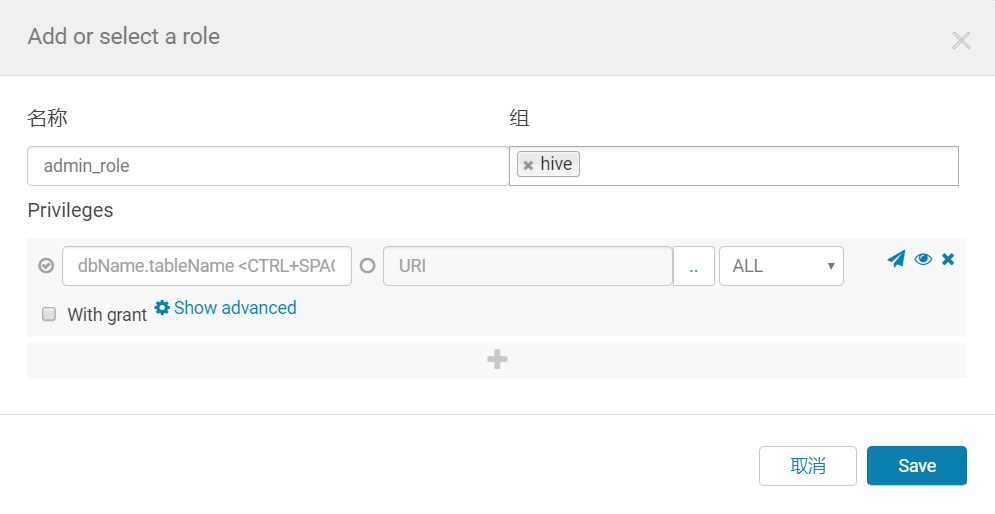 Add or select a role
名称 组
admin_role hive
Privileges
dbName.tableName <CTRL+SPAC URI .. ALL
With grant Show advanced
取消 Save